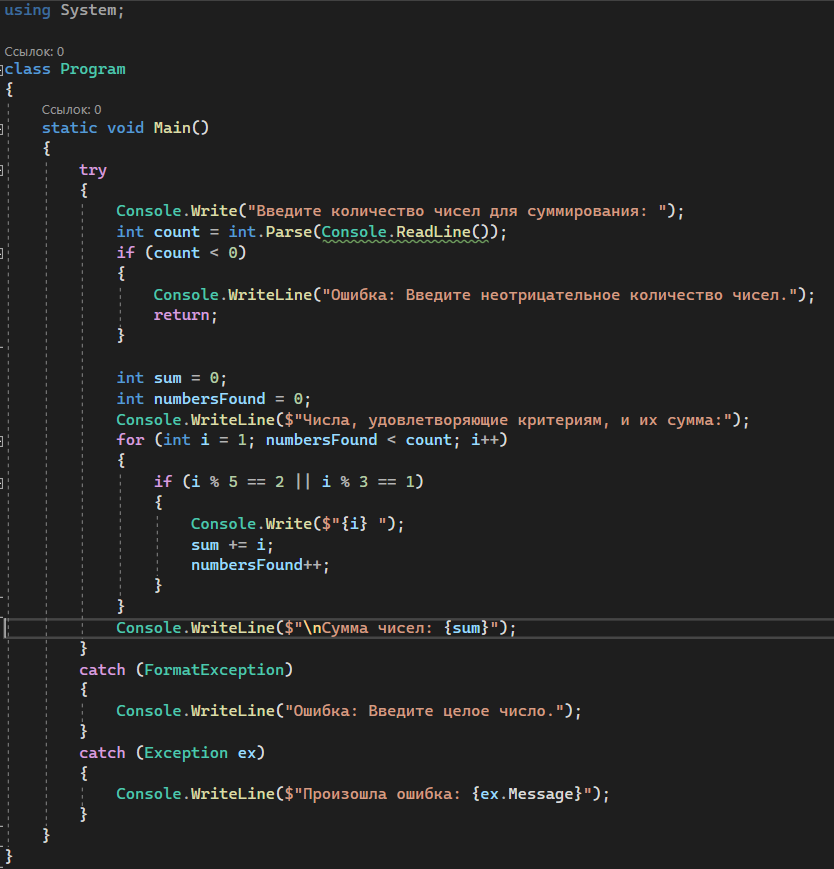 using System;
Ссылок: 0
class Program
{
Ссылок: 0
static void Main()
{
try
{
Console.Write("Введите количество чисел для суммирования: ");
int count = int.Parse(Console.ReadLine());
if (count < 0)
{
Console.WriteLine("Ошибка: Введите неотрицательное количество чисел.");
return;
}
int sum = 0;
int numbersFound = 0;
Console.WriteLine($"Числа, удовлетворяющие критериям, и их сумма:");
for (int i = 1; numbersFound < count; i++)
{
if (i % 5 == 2 || i % 3 == 1)
{
Console.Write($"{i} ");
sum += i;
numbersFound++;
}
}
Console.WriteLine($"\nСумма чисел: {sum}");
}
catch (FormatException)
{
Console.WriteLine("Ошибка: Введите целое число.");
}
catch (Exception ex)
{
Console.WriteLine($"Произошла ошибка: {ex.Message}");
}
}
}